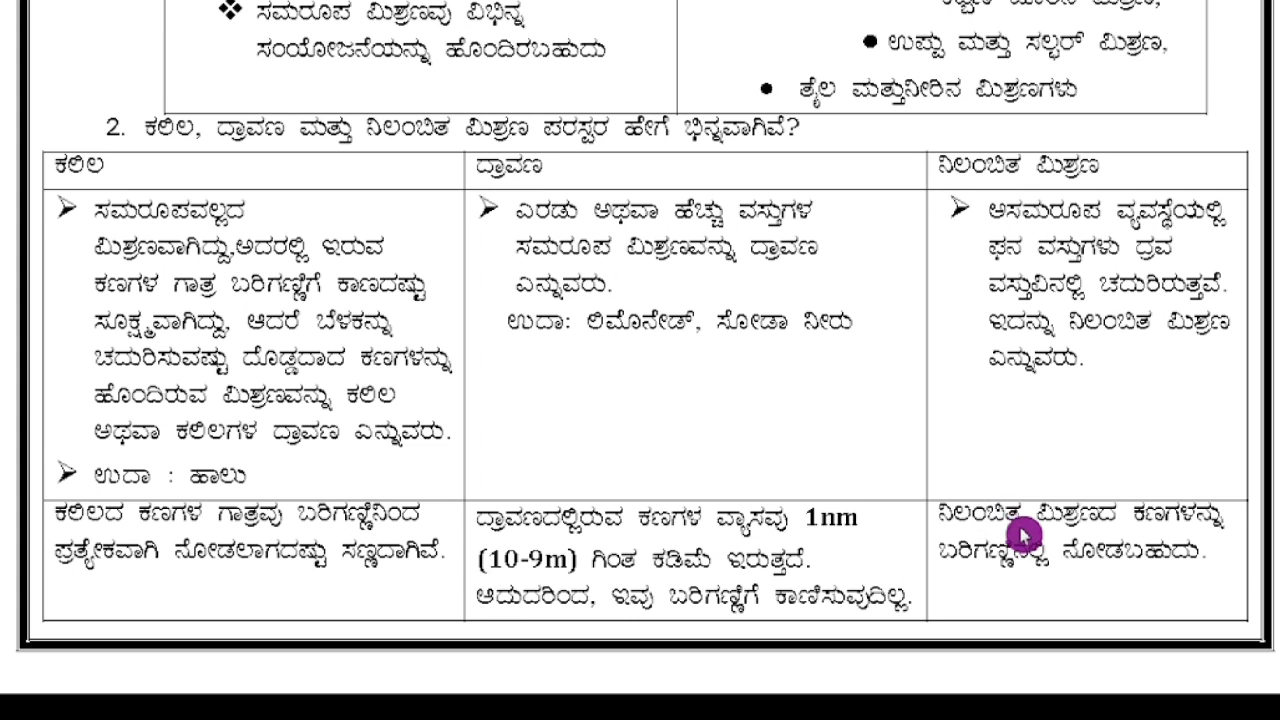 ❖ ಸಮರೂಪ ಮಿಶ್ರಣವು ವಿಭಿನ್ನ
ಸಂಯೋಜನೆಯನ್ನು ಹೊಂದಿರಬಹುದು
● ಉಪ್ಪು ಮತ್ತು ಸಲ್ಫರ್ ಮಿಶ್ರಣ,
● ತೈಲ ಮತ್ತುನೀರಿನ ಮಿಶ್ರಣಗಳು
2. ಕಲಿಲ, ದ್ರಾವಣ ಮತ್ತು ನಿಲಂಬಿತ ಮಿಶ್ರಣ ಪರಸ್ಪರ ಹೇಗೆ ಭಿನ್ನವಾಗಿವೆ?
ಕಲಿಲ
➢ ಸಮರೂಪವಲ್ಲದ
ಮಿಶ್ರಣವಾಗಿದ್ದು,ಅದರಲ್ಲಿ ಇರುವ
ಕಣಗಳ ಗಾತ್ರ ಬರಿಗಣ್ಣಿಗೆ ಕಾಣದಷ್ಟು
ಸೂಕ್ಷ್ಮವಾಗಿದ್ದು, ಆದರೆ ಬೆಳಕನ್ನು
ಚದುರಿಸುವಷ್ಟು ದೊಡ್ಡದಾದ ಕಣಗಳನ್ನು
ಹೊಂದಿರುವ ಮಿಶ್ರಣವನ್ನು ಕಲಿಲ
ಅಥವಾ ಕಲಿಲಗಳ ದ್ರಾವಣ ಎನ್ನುವರು.
➢ ಉದಾ : ಹಾಲು
ದ್ರಾವಣ
➢ ಎರಡು ಅಥವಾ ಹೆಚ್ಚು ವಸ್ತುಗಳ
ಸಮರೂಪ ಮಿಶ್ರಣವನ್ನು ದ್ರಾವಣ
ಎನ್ನುವರು.
ಉದಾ: ಲಿಮೊನೇಡ್, ಸೋಡಾ ನೀರು
ನಿಲಂಬಿತ ಮಿಶ್ರಣ
➢ ಅಸಮರೂಪ ವ್ಯವಸ್ಥೆಯಲ್ಲಿ
ಘನ ವಸ್ತುಗಳು ದ್ರವ
ವಸ್ತುವಿನಲ್ಲಿ ಚದುರಿರುತ್ತವೆ.
ಇದನ್ನು ನಿಲಂಬಿತ ಮಿಶ್ರಣ
ಎನ್ನುವರು.
ಕಲಿಲದ ಕಣಗಳ ಗಾತ್ರವು ಬರಿಗಣ್ಣಿನಿಂದ
ಪ್ರತ್ಯೇಕವಾಗಿ ನೋಡಲಾಗದಷ್ಟು ಸಣ್ಣದಾಗಿವೆ.
ದ್ರಾವಣದಲ್ಲಿರುವ ಕಣಗಳ ವ್ಯಾಸವು 1nm
(10-9m) ಗಿಂತ ಕಡಿಮೆ ಇರುತ್ತದೆ.
ಆದುದರಿಂದ, ಇವು ಬರಿಗಣ್ಣಿಗೆ ಕಾಣಿಸುವುದಿಲ್ಲ.
ನಿಲಂಬಿತ ಮಿಶ್ರಣದ ಕಣಗಳನ್ನು
ನೋಡಬಹುದು.